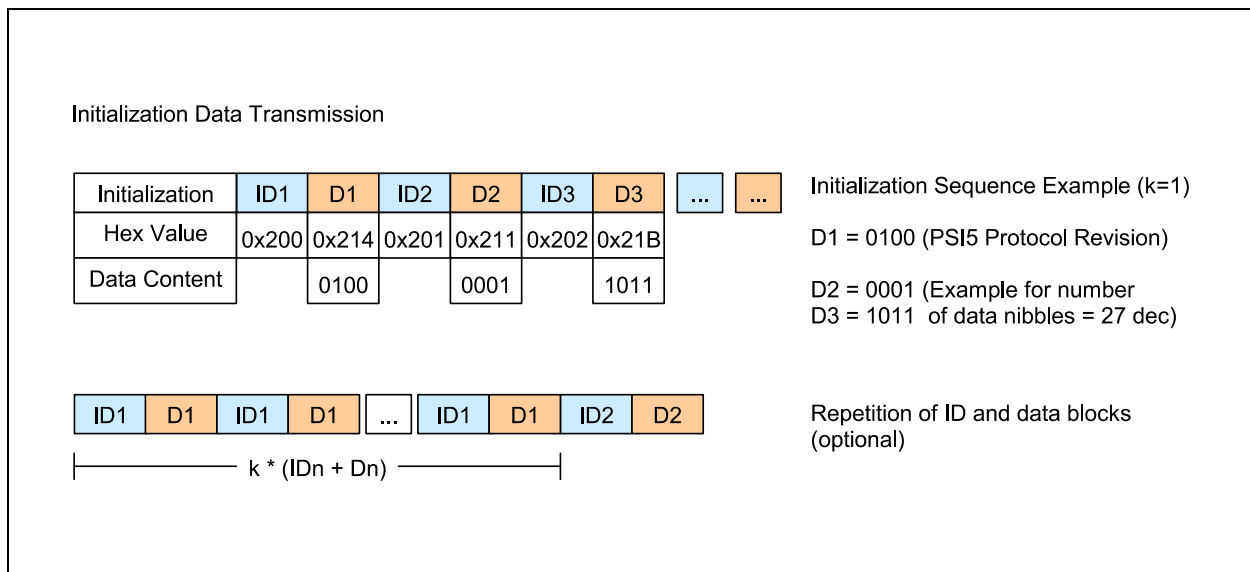 Initialization Data Transmission
Initialization ID1 D1 ID2 D2 ID3 D3 ... ...
Hex Value 0x200 0x214 0x201 0x211 0x202 0x21B
Data Content 0100 0001 1011
Initialization Sequence Example (k=1)
D1 = 0100 (PSI5 Protocol Revision)
D2 = 0001 (Example for number
D3 = 1011 of data nibbles = 27 dec)
ID1 D1 ID1 D1 ... ID1 D1 ID2 D2
k * (IDn + Dn)
Repetition of ID and data blocks
(optional)